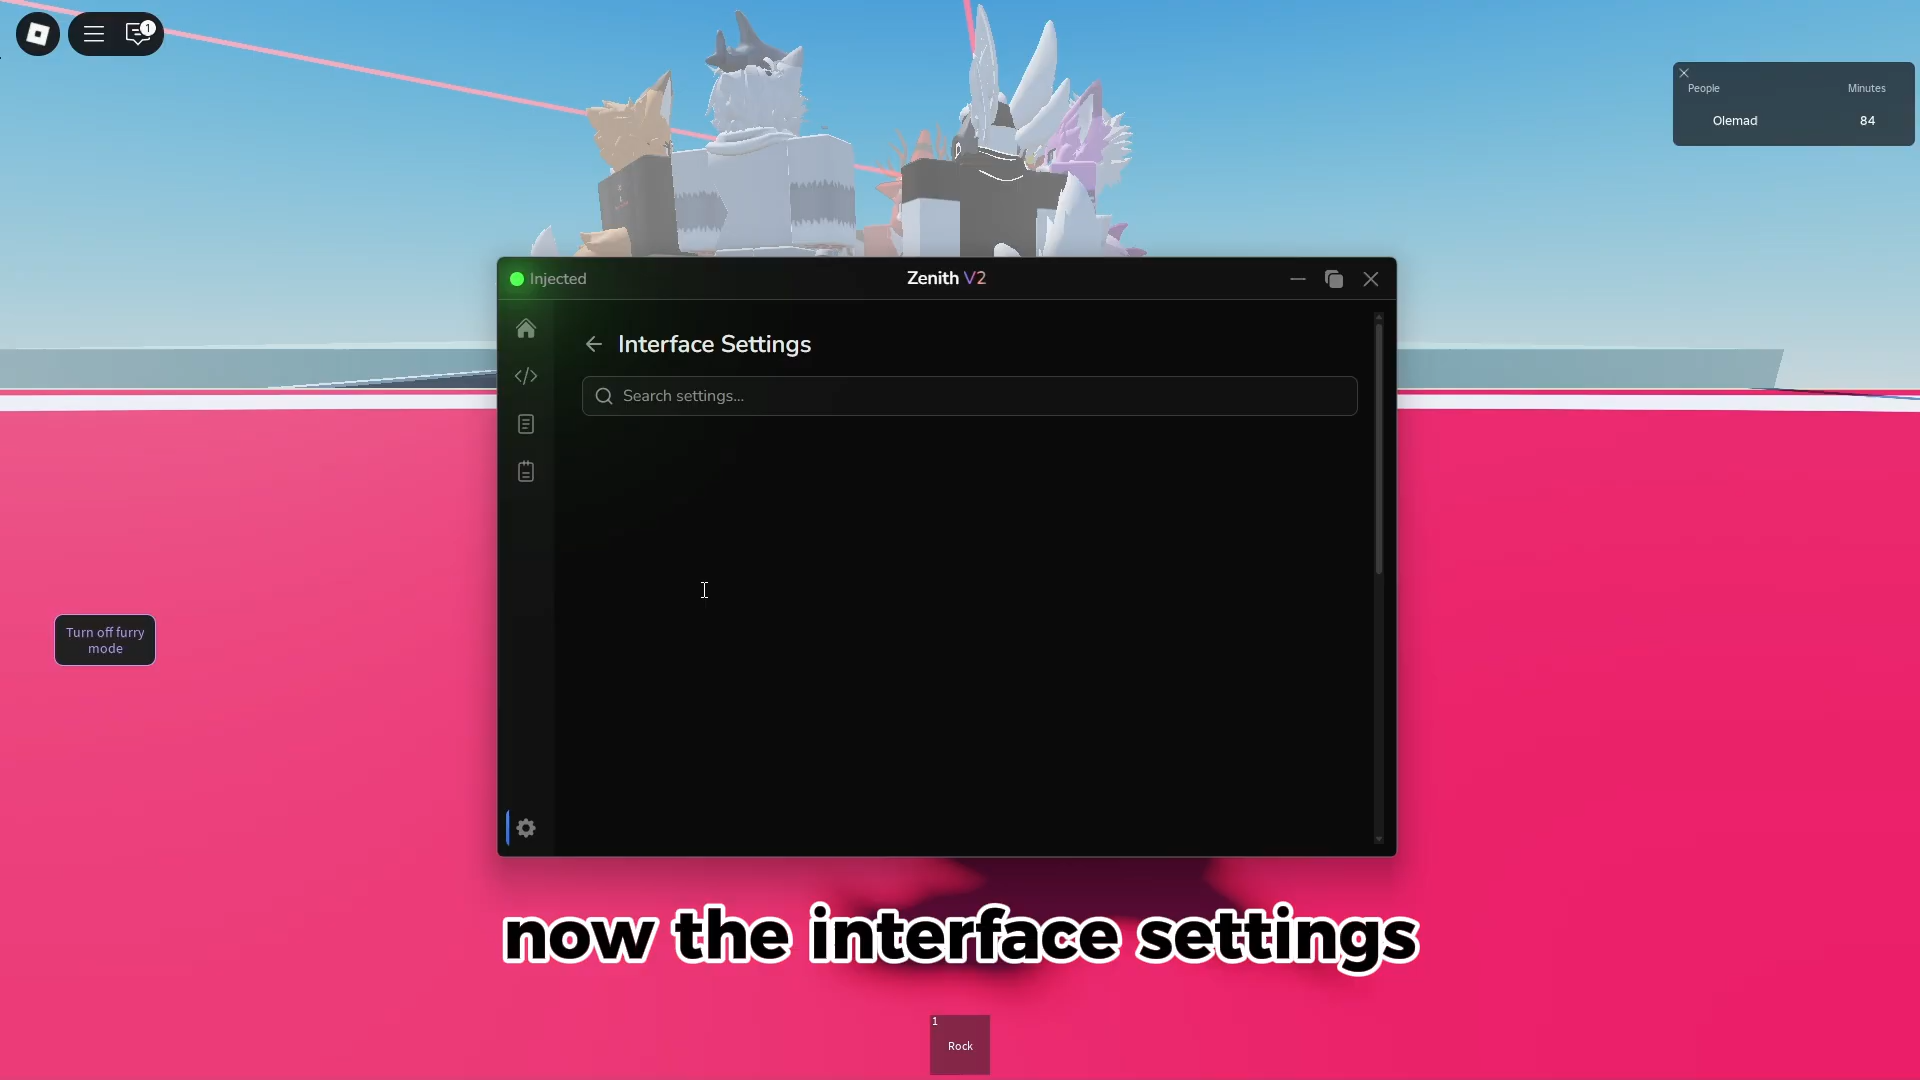 1
People Minutes
Olemad 84
Injected
Zenith V2
Interface Settings
Search settings...
Turn off furry
mode
now the interface settings
1
Rock